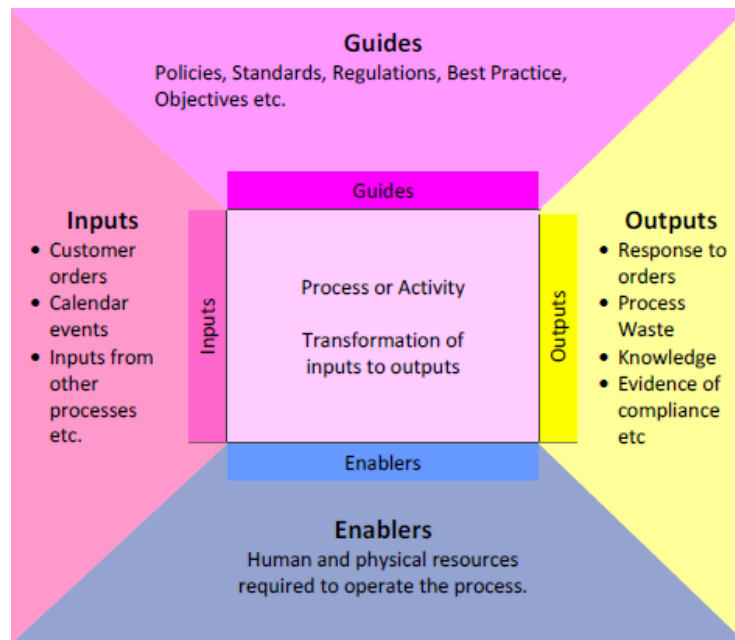 Guides
Policies, Standards, Regulations, Best Practice,
Objectives etc.
Guides
Inputs
• Customer
orders
• Calendar
events
• Inputs from
other
processes
etc.
Inputs
Process or Activity
Transformation of
inputs to outputs
Outputs
Outputs
• Response to
orders
• Process
Waste
• Knowledge
• Evidence of
compliance
etc
Enablers
Enablers
Human and physical resources
required to operate the process.